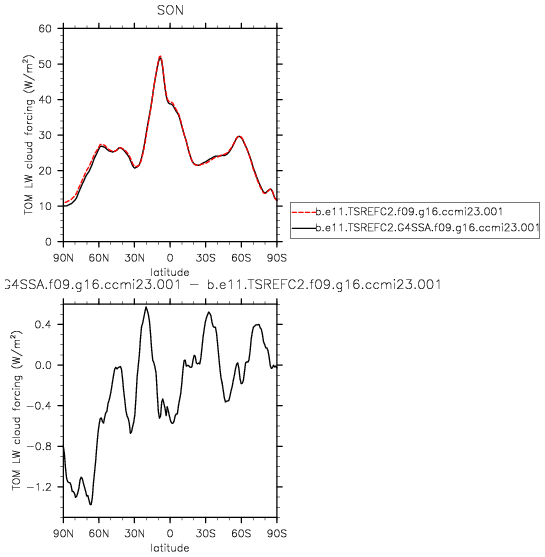 SON
TOM LW cloud forcing (W/m²)
60
50
40
30
20
10
0
90N 60N 30N 0 30S 60S 90S
latitude
b.e11.TSREFC2.f09.g16.ccmi23.001
b.e11.TSREFC2.G4SSA.f09.g16.ccmi23.001
G4SSA.f09.g16.ccmi23.001 − b.e11.TSREFC2.f09.g16.ccmi23.001
TOM LW cloud forcing (W/m²)
0.4
0.0
−0.4
−0.8
−1.2
90N 60N 30N 0 30S 60S 90S
latitude